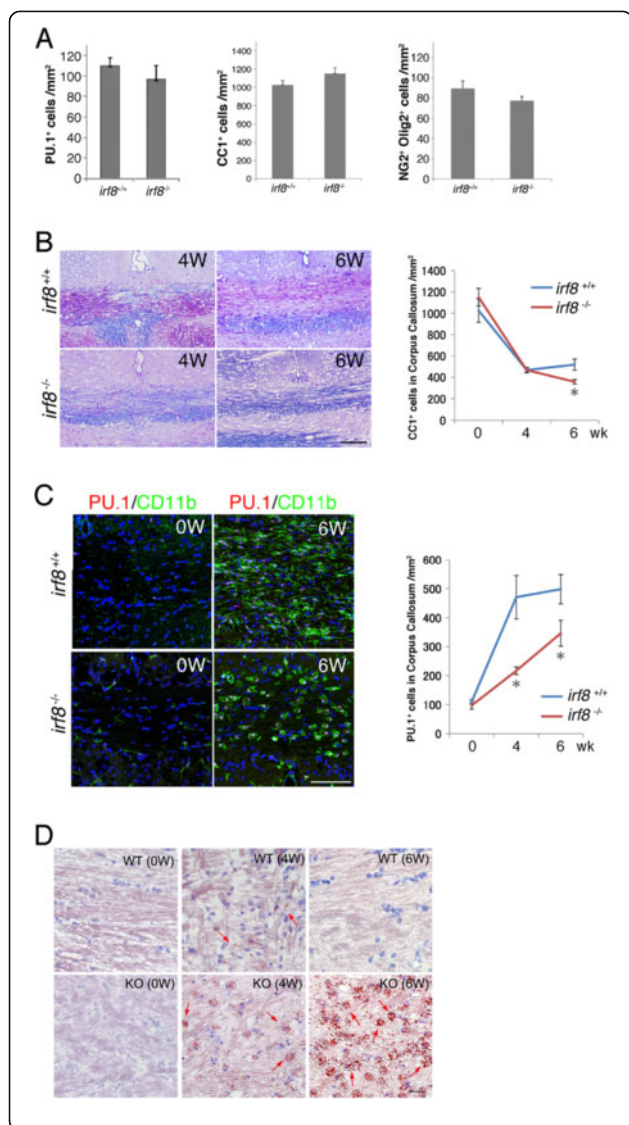 A
PU.1⁺ cells /mm²
120
100
80
60
40
20
0
irf8⁺/⁺
irf8⁻/⁻
CC1⁺ cells /mm²
1400
1200
1000
800
600
400
200
0
irf8⁺/⁺
irf8⁻/⁻
NG2⁺ Olig2⁺ cells /mm²
120
100
80
60
40
20
0
irf8⁺/⁺
irf8⁻/⁻
B
irf8⁺/⁺
4W
6W
irf8⁻/⁻
4W
6W
CC1⁺ cells in Corpus Callosum /mm²
1400
1200
1000
800
600
400
200
0
irf8 ⁺/⁺
irf8 ⁻/⁻
*
0
4
6
wk
C
PU.1/CD11b
PU.1/CD11b
irf8⁺/⁺
0W
6W
irf8⁻/⁻
0W
6W
PU.1⁺ cells in Corpus Callosum /mm²
600
500
400
300
200
100
0
*
*
irf8 ⁺/⁺
irf8 ⁻/⁻
0
4
6
wk
D
WT (0W)
WT (4W)
WT (6W)
KO (0W)
KO (4W)
KO (6W)